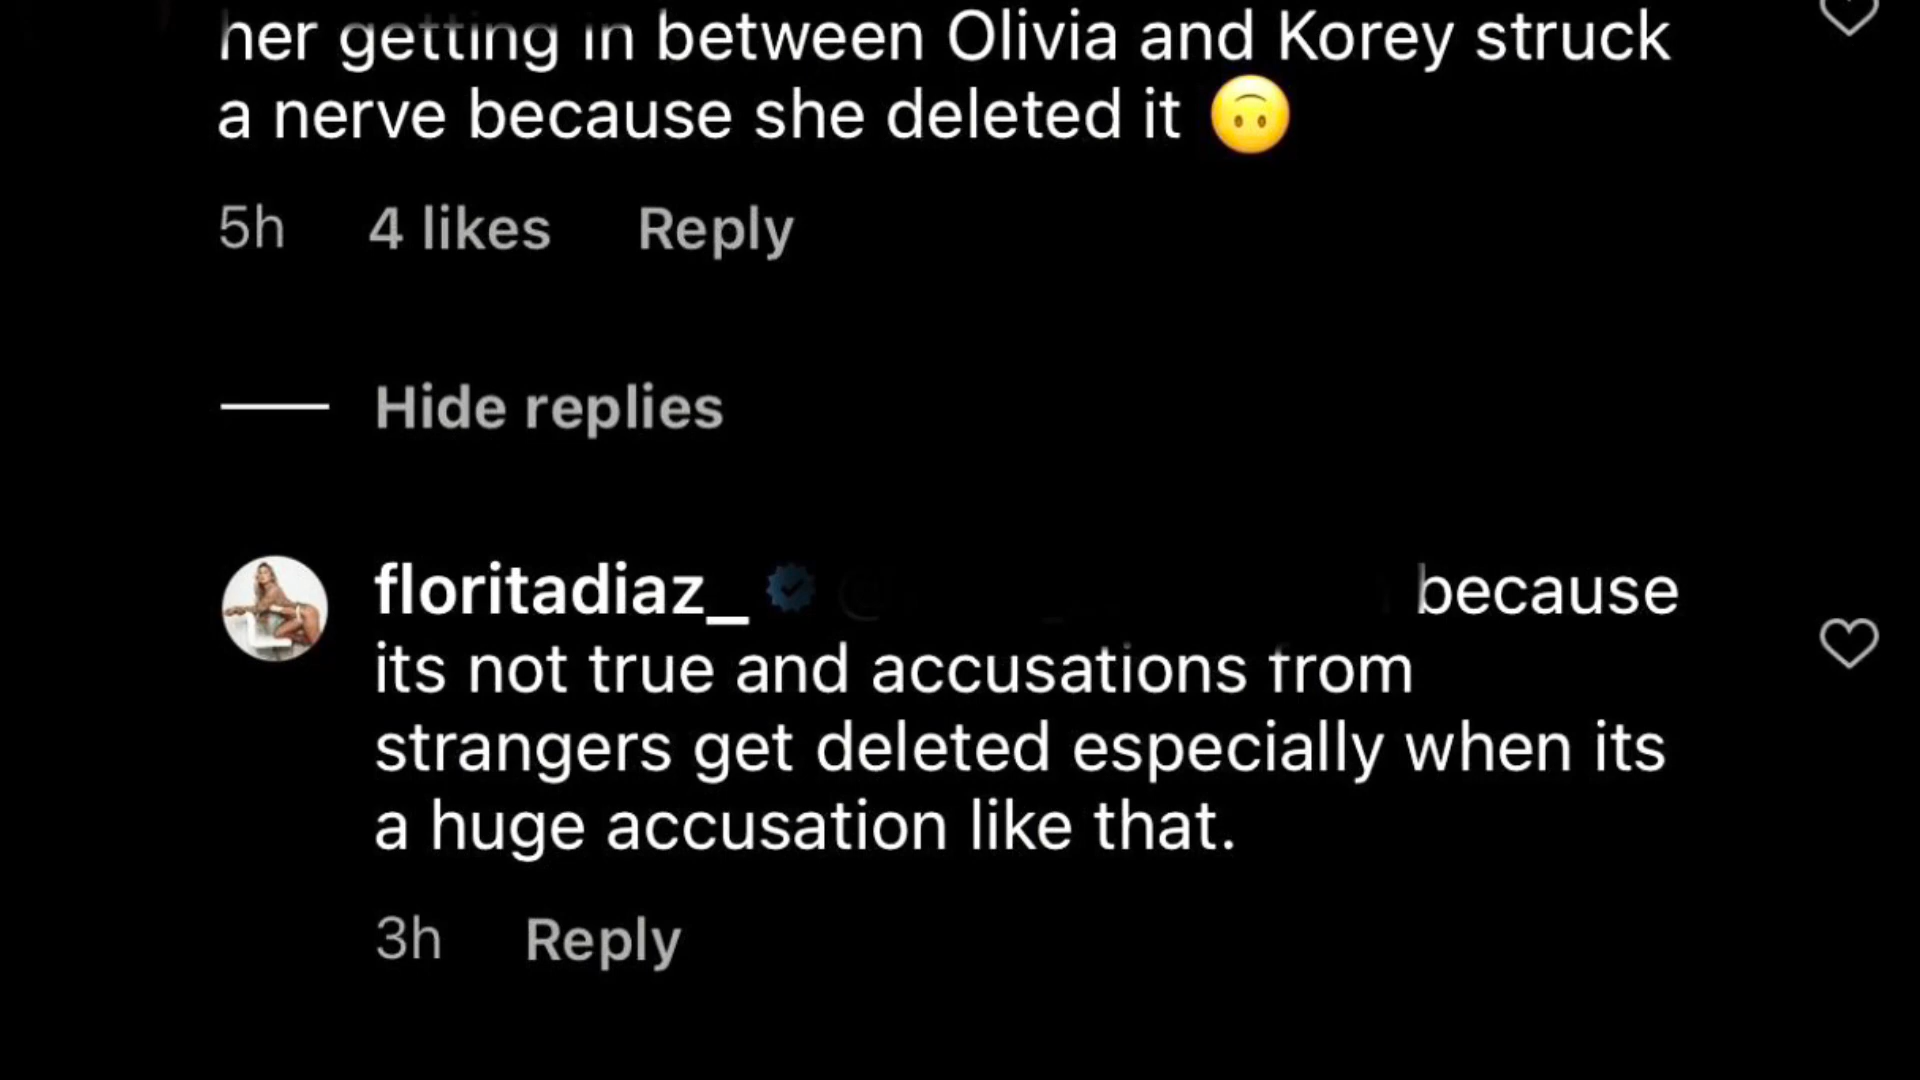 her getting in between Olivia and Korey struck
a nerve because she deleted it 🙃
5h 4 likes Reply
Hide replies
floritadiaz_ because
its not true and accusations from
strangers get deleted especially when its
a huge accusation like that.
3h Reply